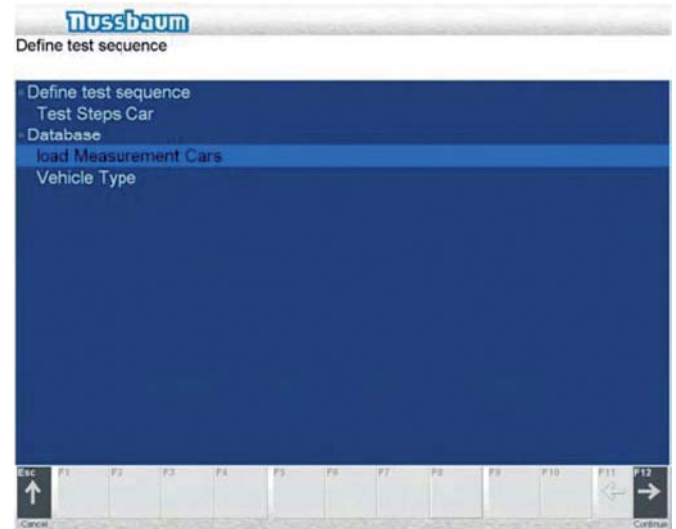 nussbaum
Define test sequence
Define test sequence
Test Steps Car
Database
load Measurement Cars
Vehicle Type
Esc F1 F2 F3 F4 F5 F6 F7 F8 F9 F10 F11 F12
Cancel Continue